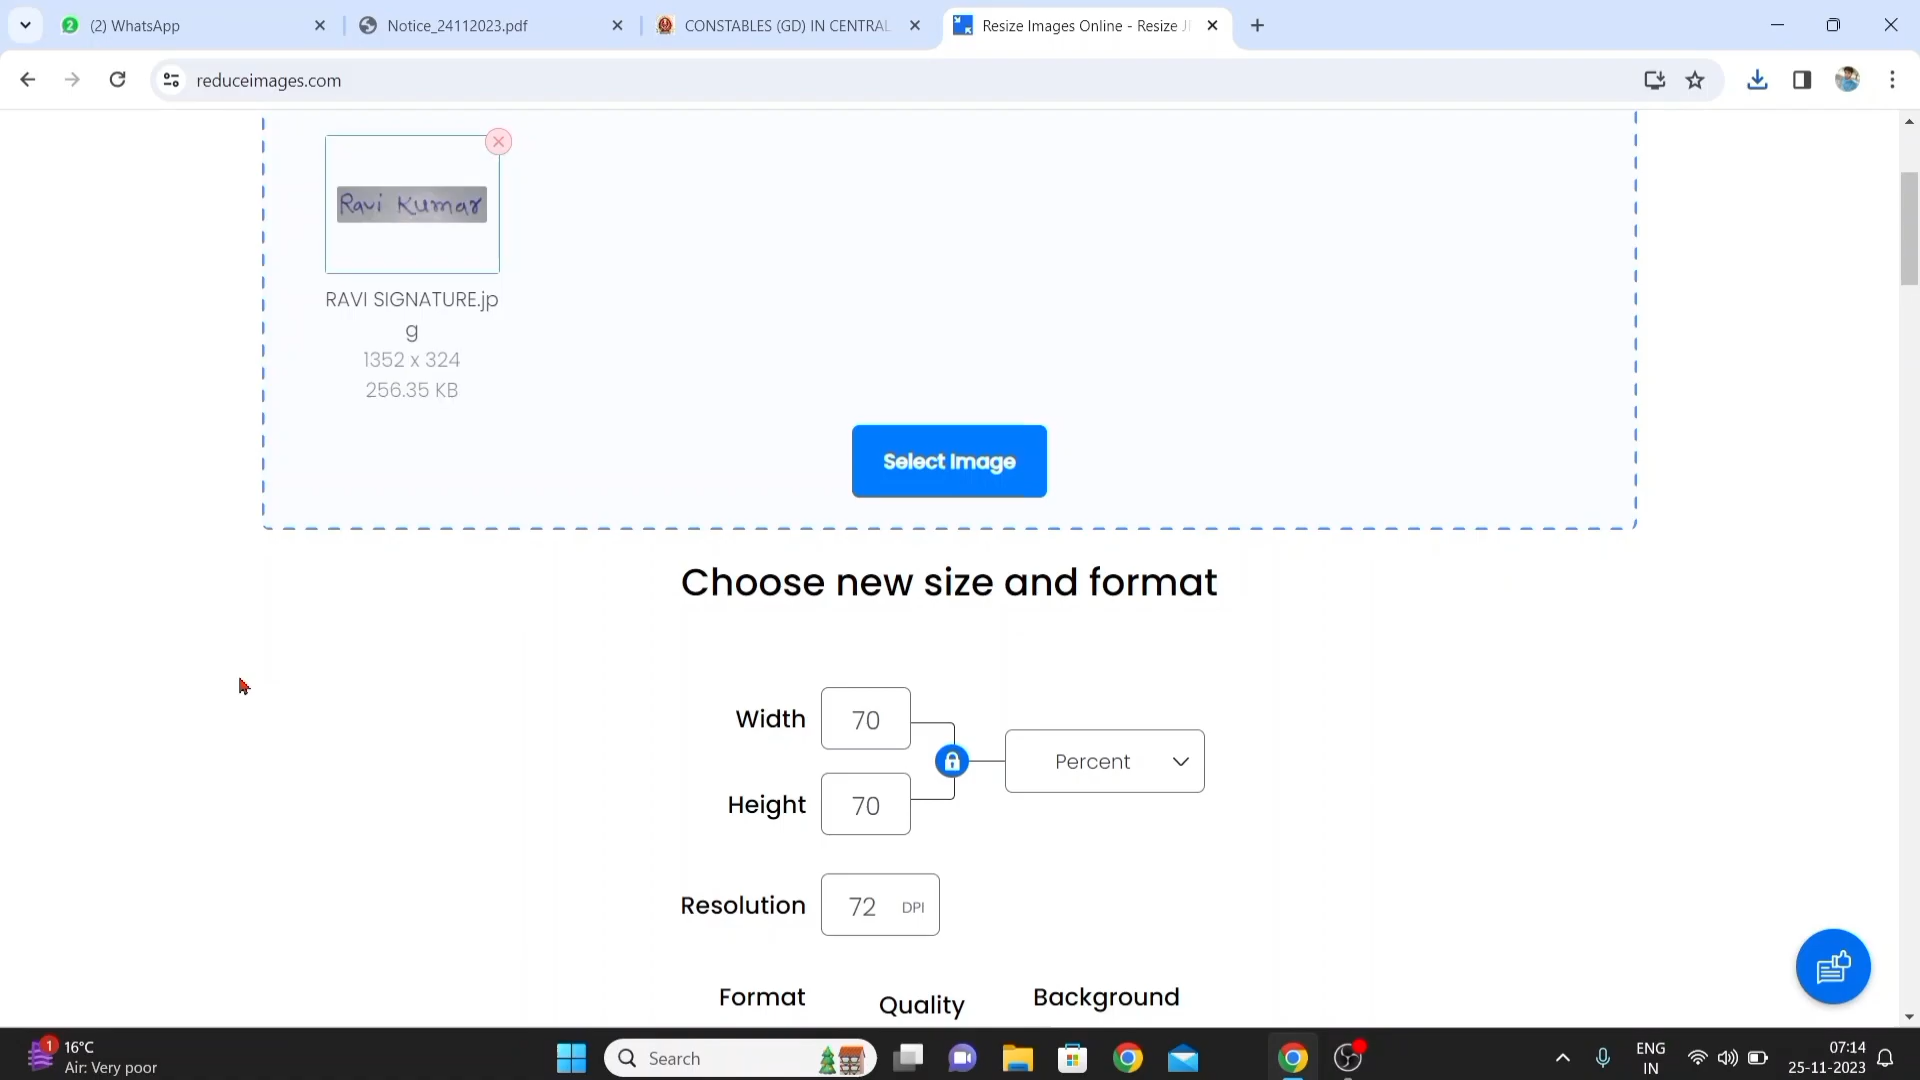 (2) WhatsApp
Notice_24112023.pdf
CONSTABLES (GD) IN CENTRAL
Resize Images Online - Resize J
reduceimages.com
Ravi Kumar
RAVI SIGNATURE.jp
g
1352 x 324
256.35 KB
Select Image
Choose new size and format
Width 70
Percent
Height 70
Resolution 72 DPI
Format Quality Background
1
16°C
Air: Very poor
Search
ENG
IN
07:14
25-11-2023